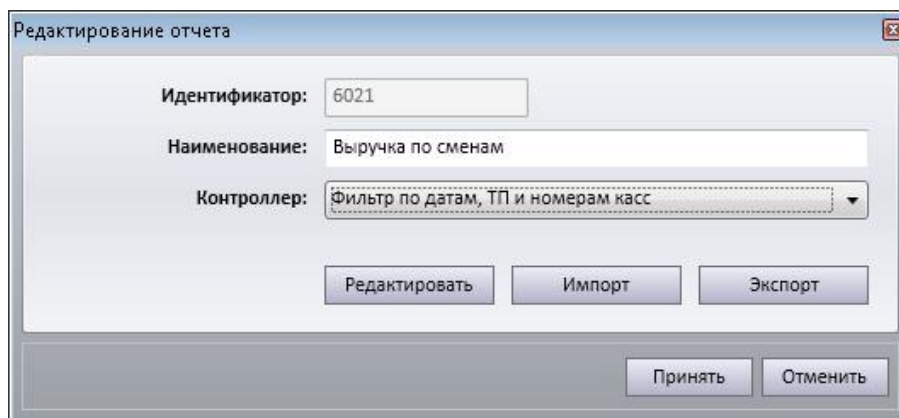 Редактирование отчета
Идентификатор: 6021
Наименование: Выручка по сменам
Контроллер: Фильтр по датам, ТП и номерам касс
Редактировать Импорт Экспорт
Принять Отменить